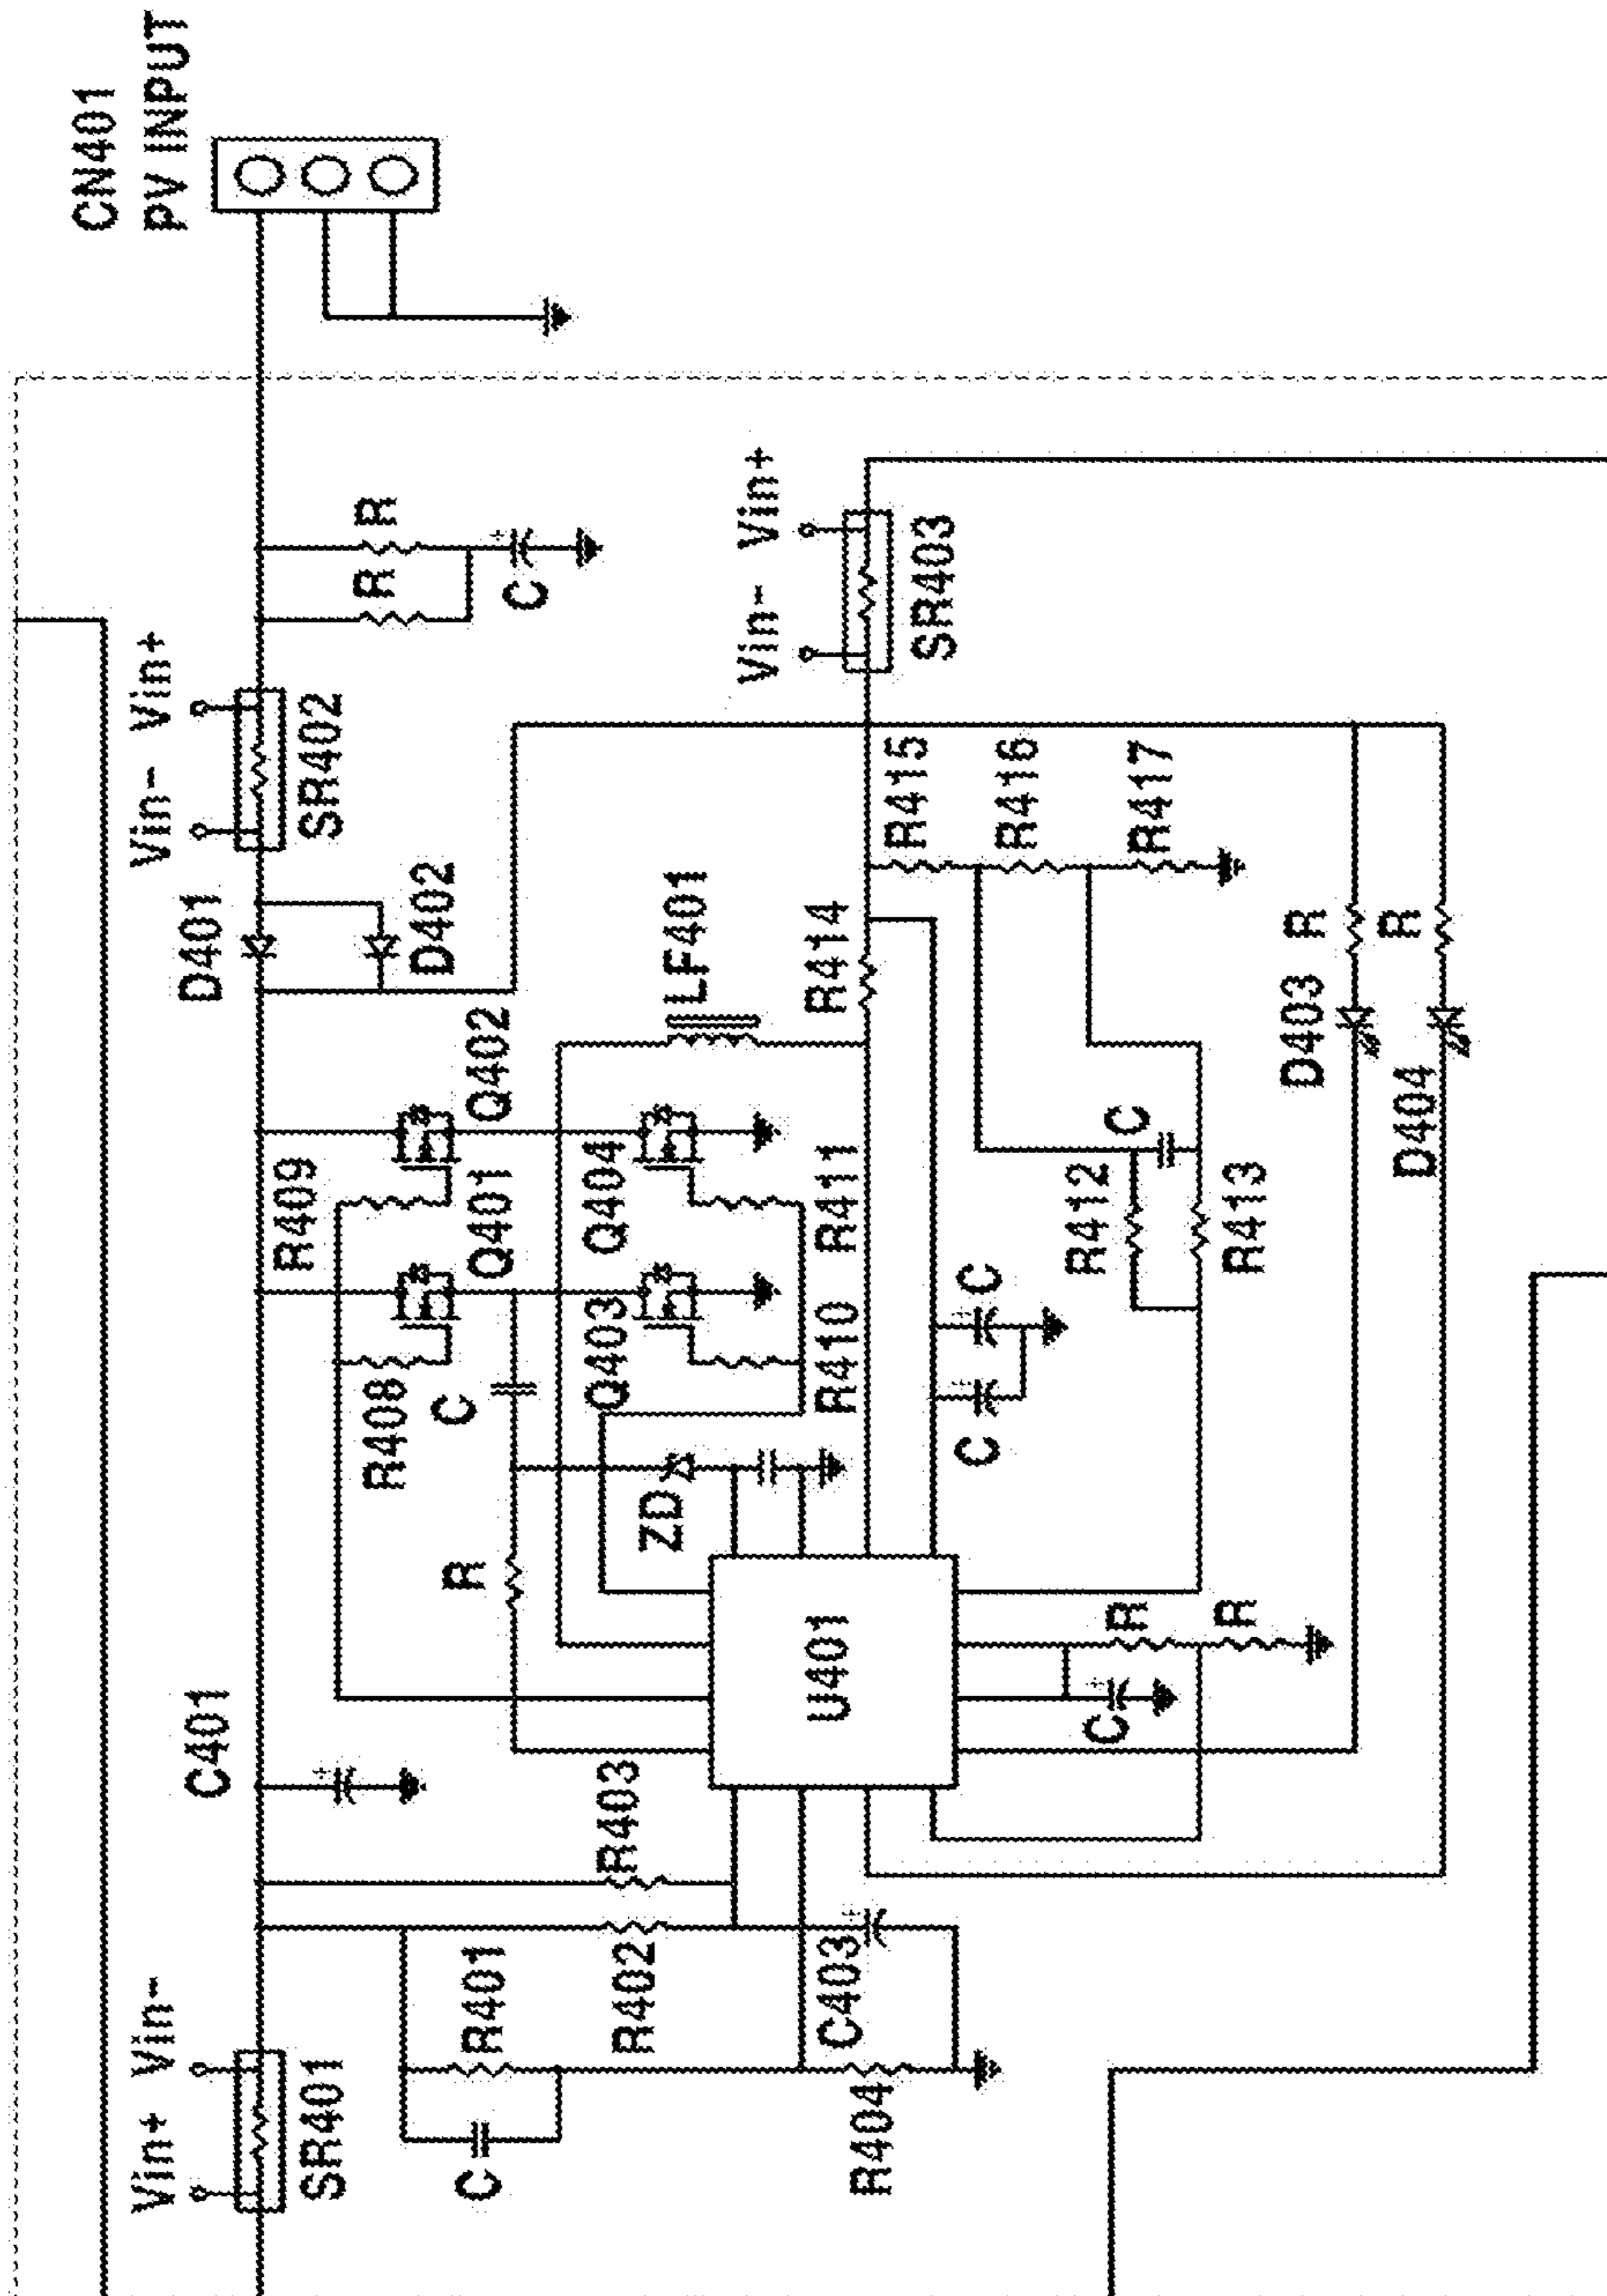 CN401
PV INPUT
Vin+ Vin-
SR401
C401
D401
D402
Vin- Vin+
SR402
R
R
C
R401
C
R402
R403
R404
C403
R408
R409
Q401
Q402
C
R
Q403
Q404
LF401
ZD
R410
R411
R414
U401
Vin- Vin+
SR403
R415
R416
R417
C
C
C
R412
R413
C
R
R
D403
R
D404
R